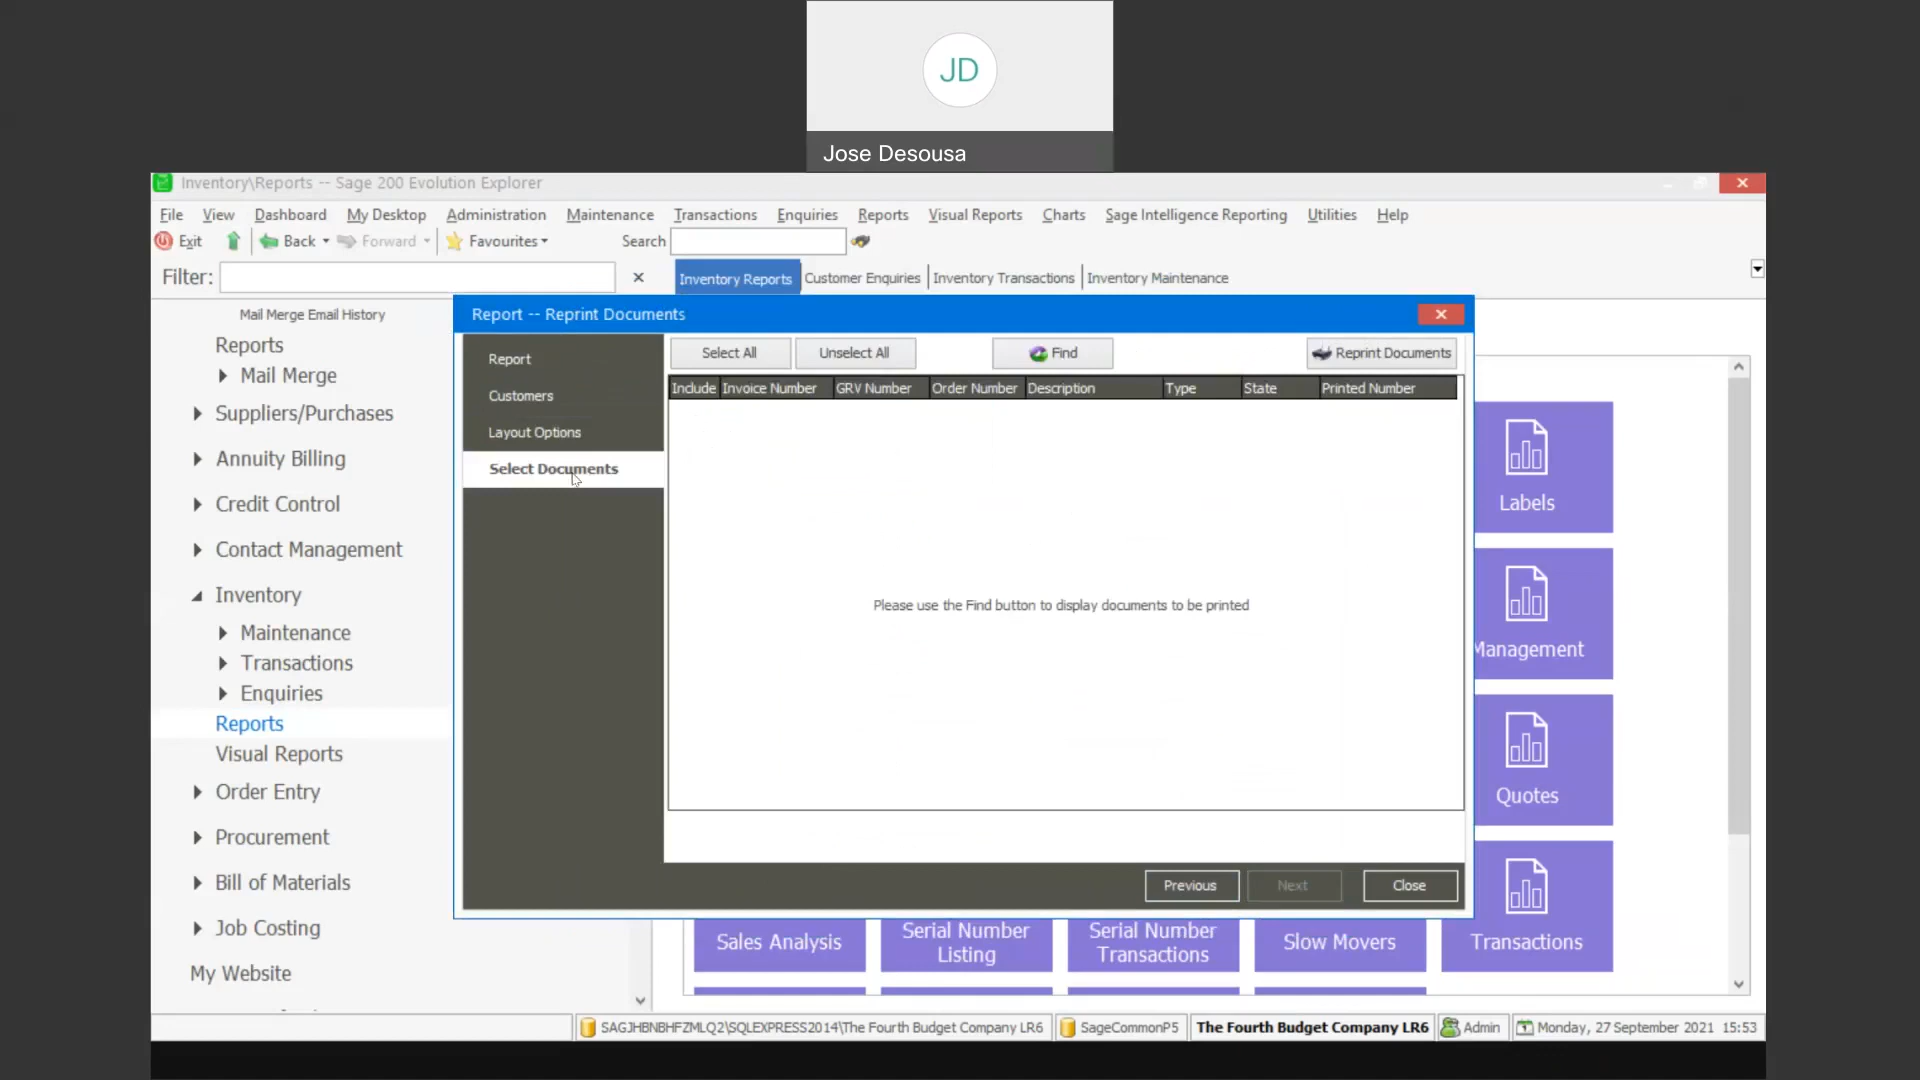 JD
Jose Desousa
Inventory\Reports -- Sage 200 Evolution Explorer
File View Dashboard My Desktop Administration Maintenance Transactions Enquiries Reports Visual Reports Charts Sage Intelligence Reporting Utilities Help
Exit Back Forward Favourites Search
Filter: Inventory Reports Customer Enquiries Inventory Transactions Inventory Maintenance
Mail Merge Email History
Reports
Mail Merge
Suppliers/Purchases
Annuity Billing
Credit Control
Contact Management
Inventory
Maintenance
Transactions
Enquiries
Reports
Visual Reports
Order Entry
Procurement
Bill of Materials
Job Costing
My Website
Report -- Reprint Documents
Report
Customers
Layout Options
Select Documents
Select All Unselect All Find Reprint Documents
Include Invoice Number GRV Number Order Number Description Type State Printed Number
Please use the Find button to display documents to be printed
Previous Next Close
Labels
Management
Quotes
Transactions
Sales Analysis
Serial Number
Listing
Serial Number
Transactions
Slow Movers
SAGJHBNBHFZMLQ2\SQLEXPRESS2014\The Fourth Budget Company LR6 SageCommonP5 The Fourth Budget Company LR6 Admin Monday, 27 September 2021 15:53